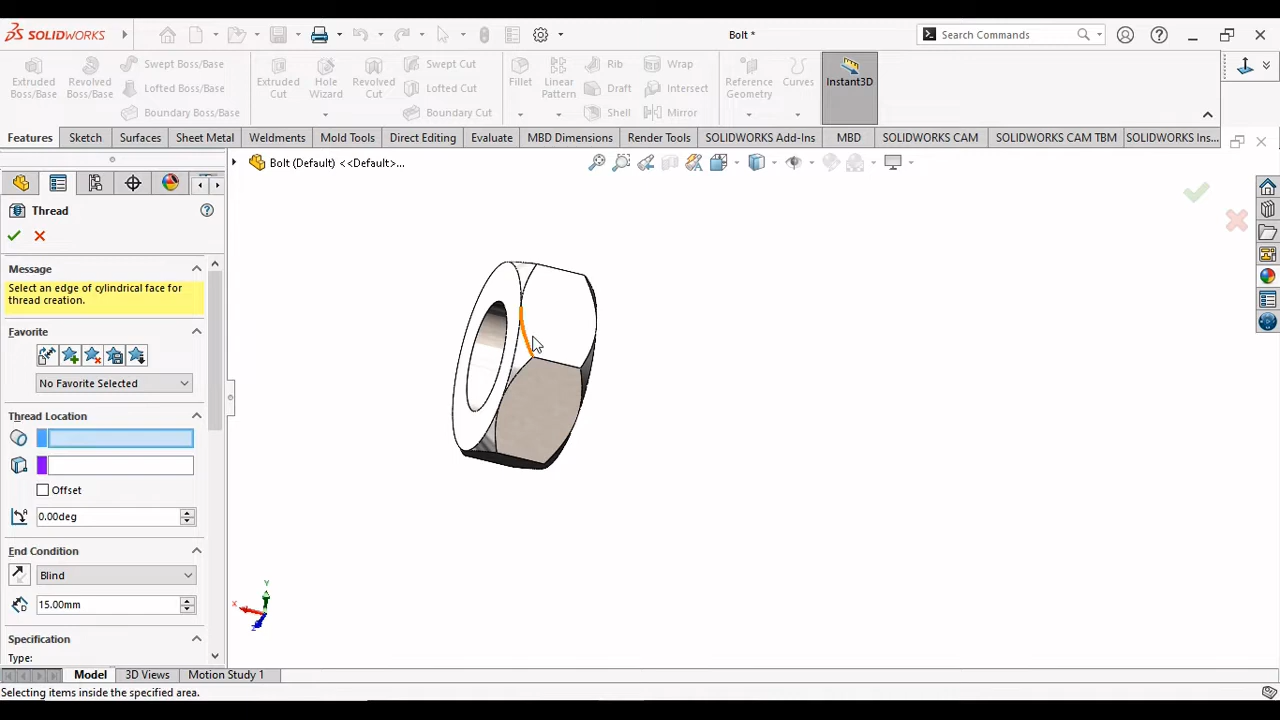 SOLIDWORKS
Bolt *
Search Commands
Extruded Boss/Base
Revolved Boss/Base
Swept Boss/Base
Lofted Boss/Base
Boundary Boss/Base
Extruded Cut
Hole Wizard
Revolved Cut
Swept Cut
Lofted Cut
Boundary Cut
Fillet
Linear Pattern
Rib
Draft
Shell
Wrap
Intersect
Mirror
Reference Geometry
Curves
Instant3D
Features
Sketch
Surfaces
Sheet Metal
Weldments
Mold Tools
Direct Editing
Evaluate
MBD Dimensions
Render Tools
SOLIDWORKS Add-Ins
MBD
SOLIDWORKS CAM
SOLIDWORKS CAM TBM
SOLIDWORKS Ins...
Bolt (Default) <<Default>...
Thread
Message
Select an edge of cylindrical face for
thread creation.
Favorite
No Favorite Selected
Thread Location
Offset
0.00deg
End Condition
Blind
15.00mm
Specification
Type:
Y
X
Z
Model
3D Views
Motion Study 1
Selecting items inside the specified area.